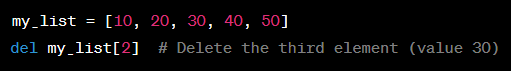 my_list = [10, 20, 30, 40, 50]
del my_list[2]  # Delete the third element (value 30)